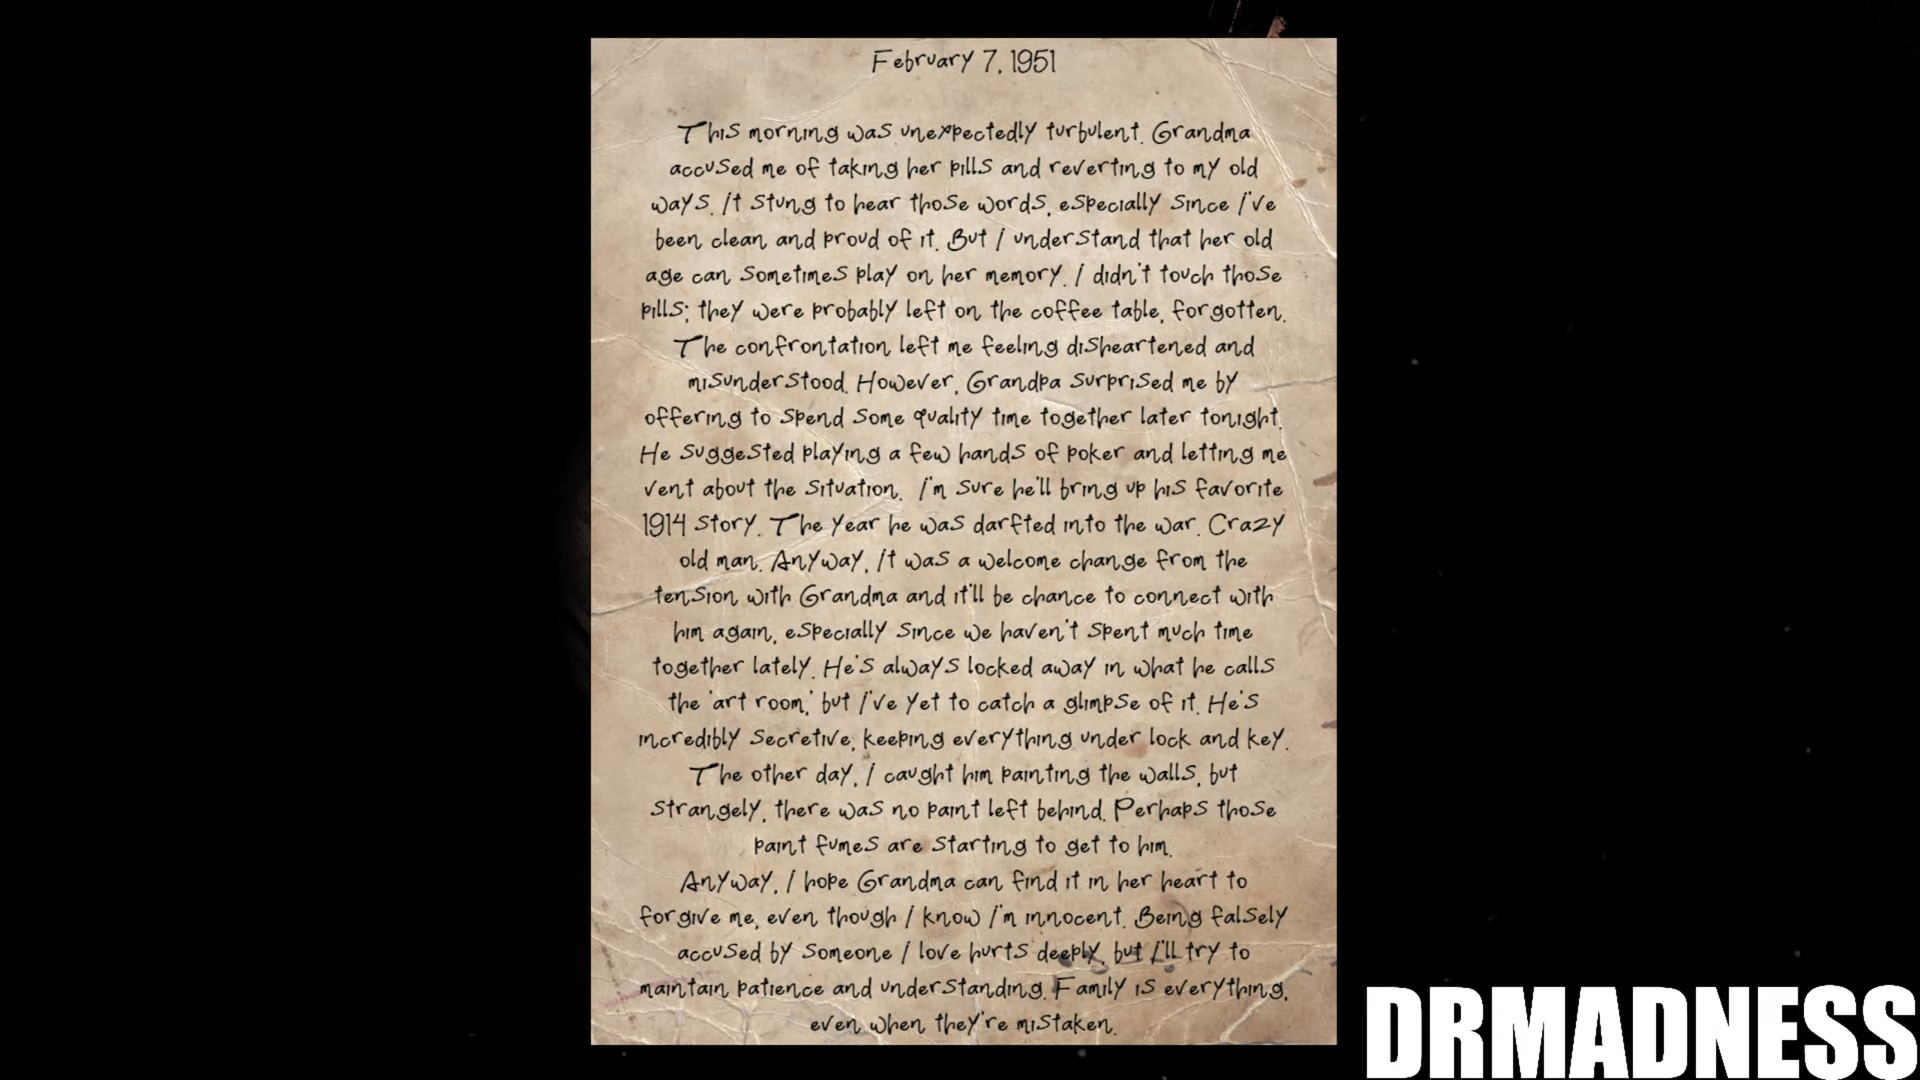 February 7, 1951
This morning was unexpectedly turbulent. Grandma
accused me of taking her pills and reverting to my old
ways. It stung to hear those words, especially since I've
been clean and proud of it. But I understand that her old
age can sometimes play on her memory. I didn't touch those
pills; they were probably left on the coffee table, forgotten.
The confrontation left me feeling disheartened and
misunderstood. However, Grandpa surprised me by
offering to spend some quality time together later tonight.
He suggested playing a few hands of poker and letting me
vent about the situation. I'm sure he'll bring up his favorite
1914 story. The year he was darfted into the war. Crazy
old man. Anyway, it was a welcome change from the
tension with Grandma and it'll be chance to connect with
him again, especially since we haven't spent much time
together lately. He's always locked away in what he calls
the 'art room,' but I've yet to catch a glimpse of it. He's
incredibly secretive, keeping everything under lock and key.
The other day, I caught him painting the walls, but
strangely, there was no paint left behind. Perhaps those
paint fumes are starting to get to him.
Anyway, I hope Grandma can find it in her heart to
forgive me, even though I know I'm innocent. Being falsely
accused by someone I love hurts deeply, but I'll try to
maintain patience and understanding. Family is everything,
even when they're mistaken.
DRMADNESS